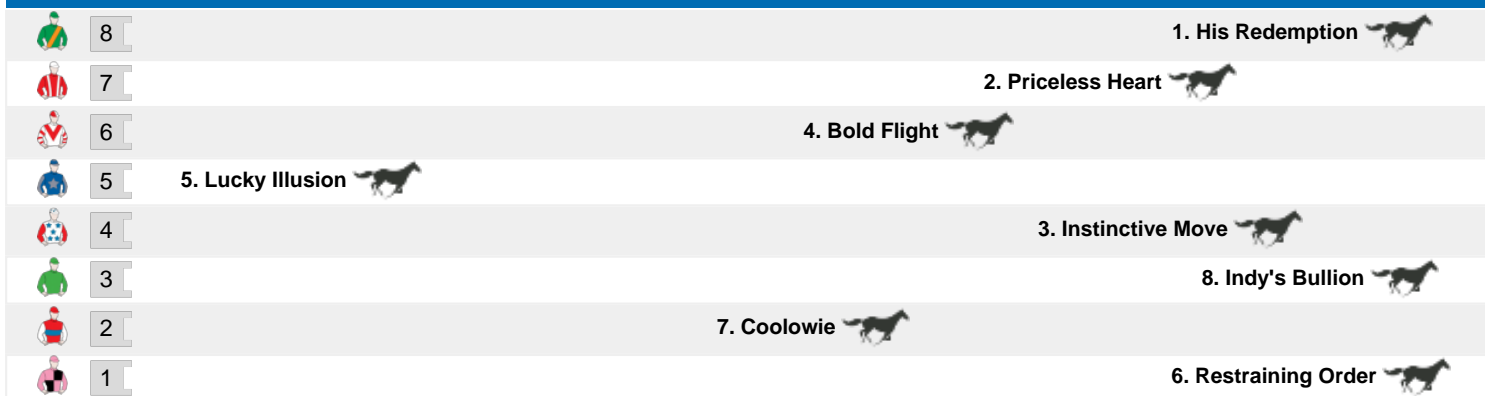 8 1. His Redemption
7 2. Priceless Heart
6 4. Bold Flight
5 5. Lucky Illusion
4 3. Instinctive Move
3 8. Indy's Bullion
2 7. Coolowie
1 6. Restraining Order